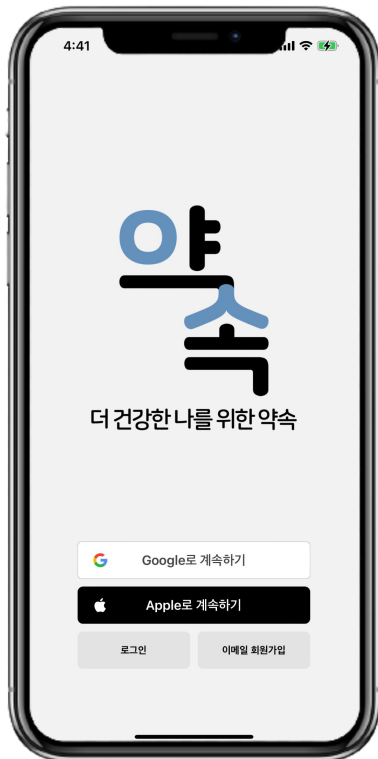 4:41
약
속
더 건강한 나를 위한 약속
Google로 계속하기
Apple로 계속하기
로그인
이메일 회원가입